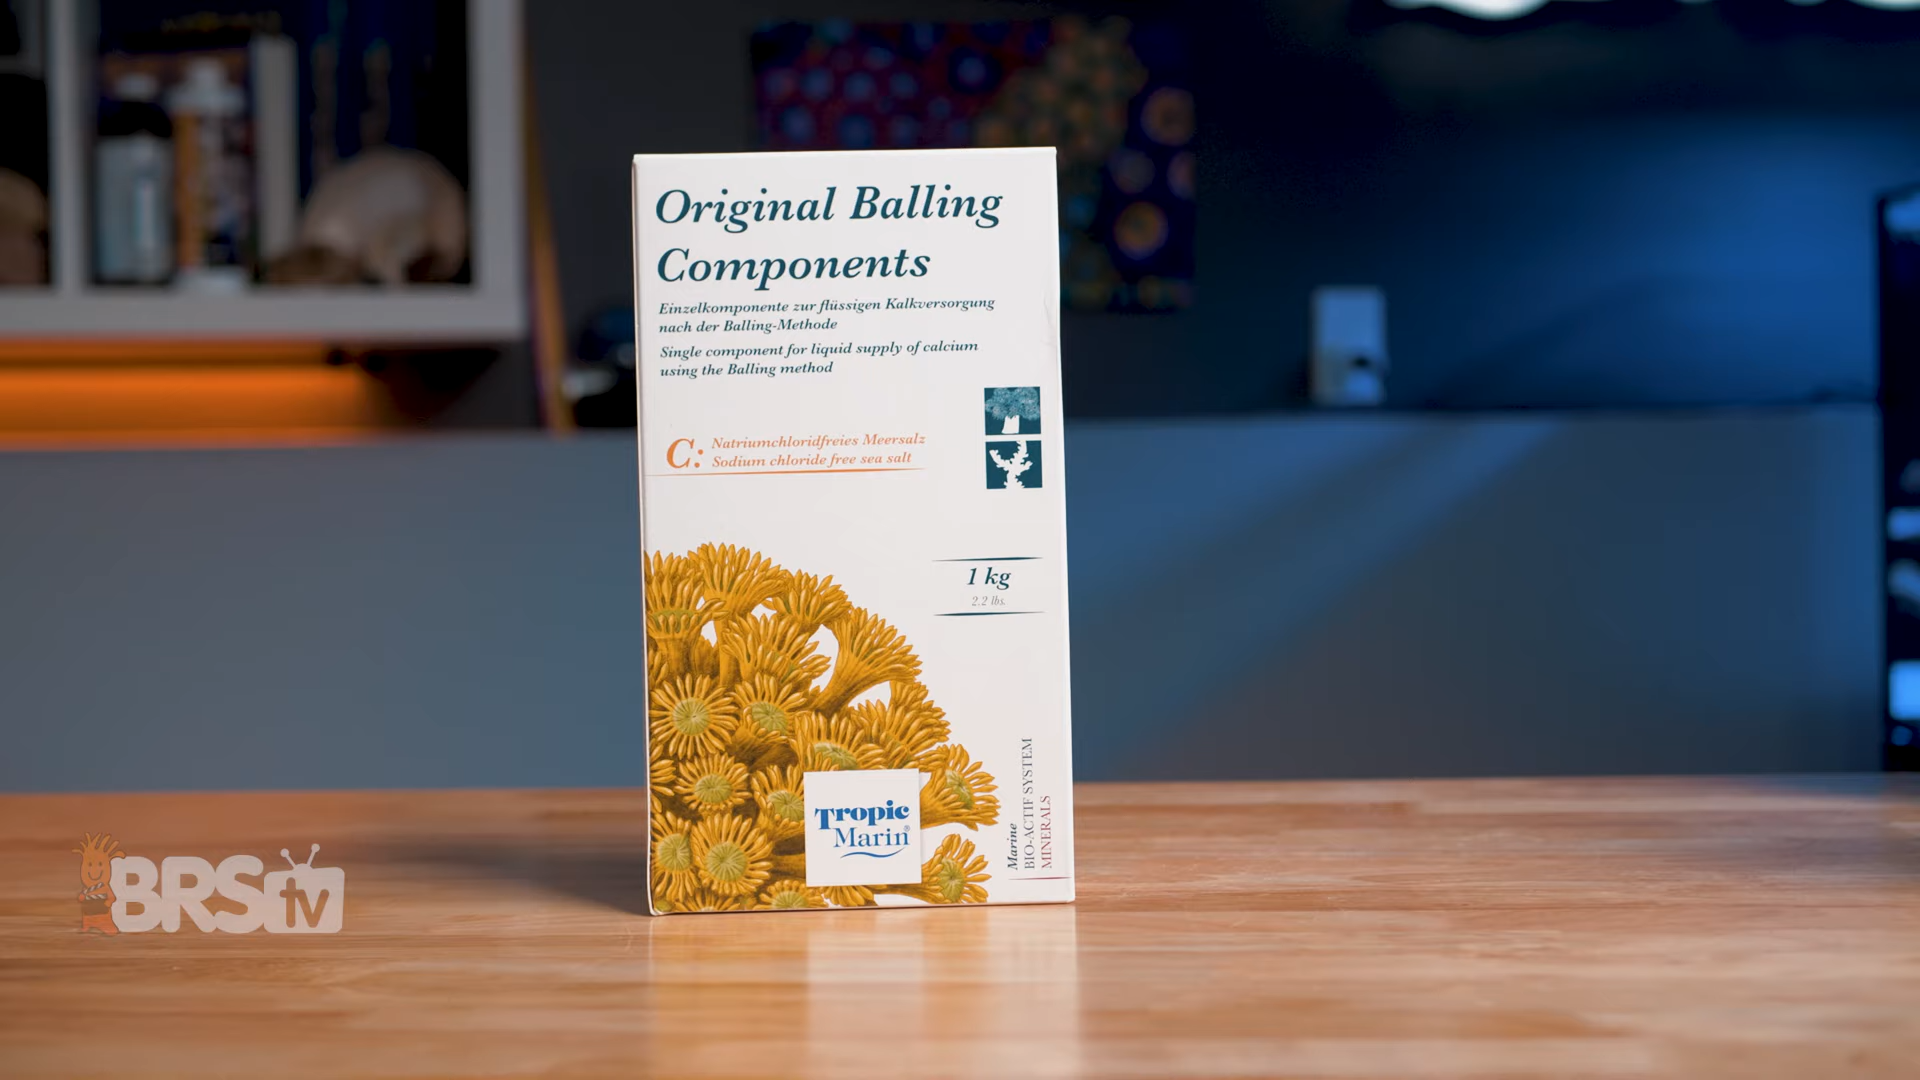 Original Balling
Components
Einzelkomponente zur flüssigen Kalkversorgung
nach der Balling-Methode
Single component for liquid supply of calcium
using the Balling method
C: Natriumchloridfreies Meersalz
Sodium chloride free sea salt
1 kg
2.2 lbs.
Tropic
Marin®
Marine
BIO-ACTIF SYSTEM
MINERALS
BRStv